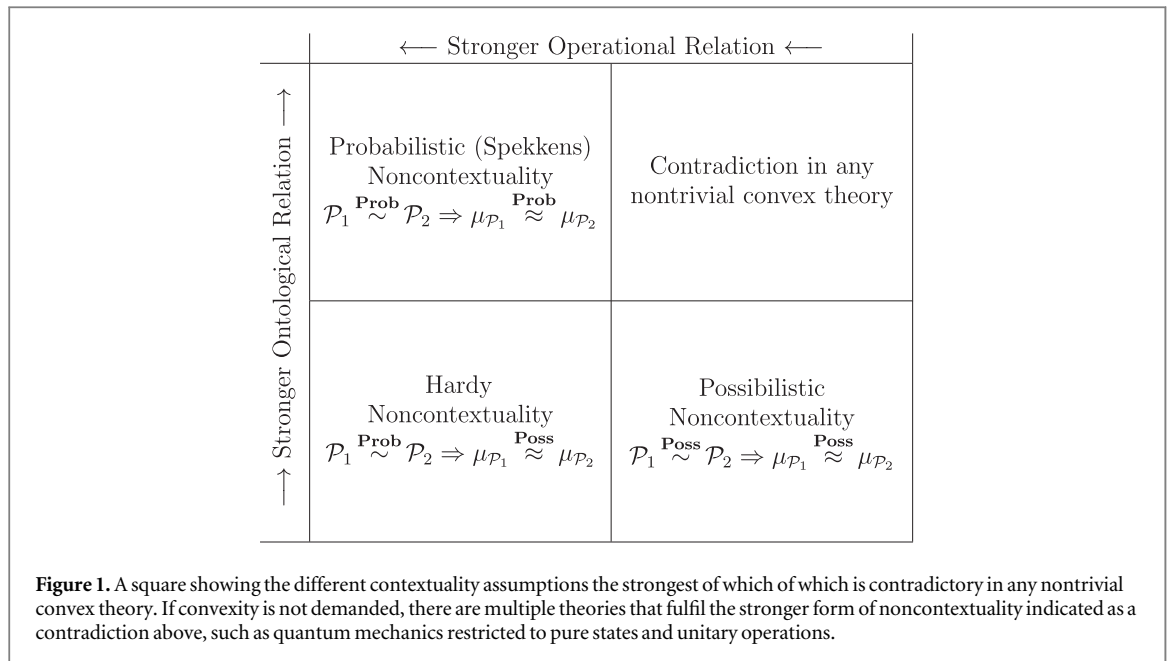 ⟵ Stronger Operational Relation ⟵
⟶ Stronger Ontological Relation ⟶
Probabilistic (Spekkens)
Noncontextuality
𝒫₁ ~^Prob 𝒫₂ ⇒ μ_𝒫₁ ≈^Prob μ_𝒫₂
Contradiction in any
nontrivial convex theory
Hardy
Noncontextuality
𝒫₁ ~^Prob 𝒫₂ ⇒ μ_𝒫₁ ≈^Poss μ_𝒫₂
Possibilistic
Noncontextuality
𝒫₁ ~^Poss 𝒫₂ ⇒ μ_𝒫₁ ≈^Poss μ_𝒫₂
Figure 1. A square showing the different contextuality assumptions the strongest of which of which is contradictory in any nontrivial
convex theory. If convexity is not demanded, there are multiple theories that fulfil the stronger form of noncontextuality indicated as a
contradiction above, such as quantum mechanics restricted to pure states and unitary operations.